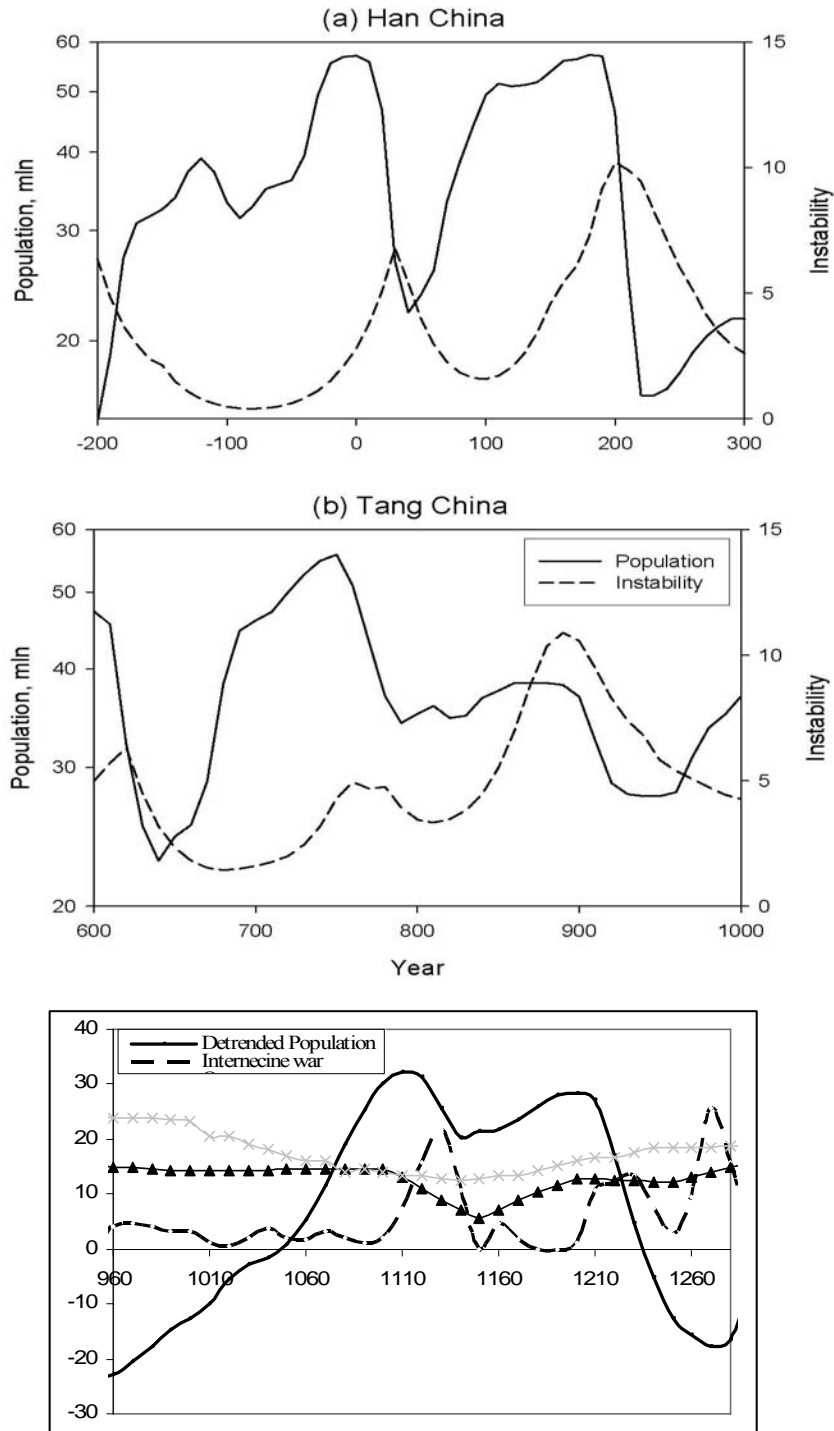 (a) Han China
60
50
40
30
20
Population, mln
15
10
5
0
Instability
-200 -100 0 100 200 300
(b) Tang China
60
50
40
30
20
Population, mln
15
10
5
0
Instability
Population
Instability
600 700 800 900 1000
Year
40
30
20
10
0
-10
-20
-30
Detrended Population
Internecine war
960 1010 1060 1110 1160 1210 1260